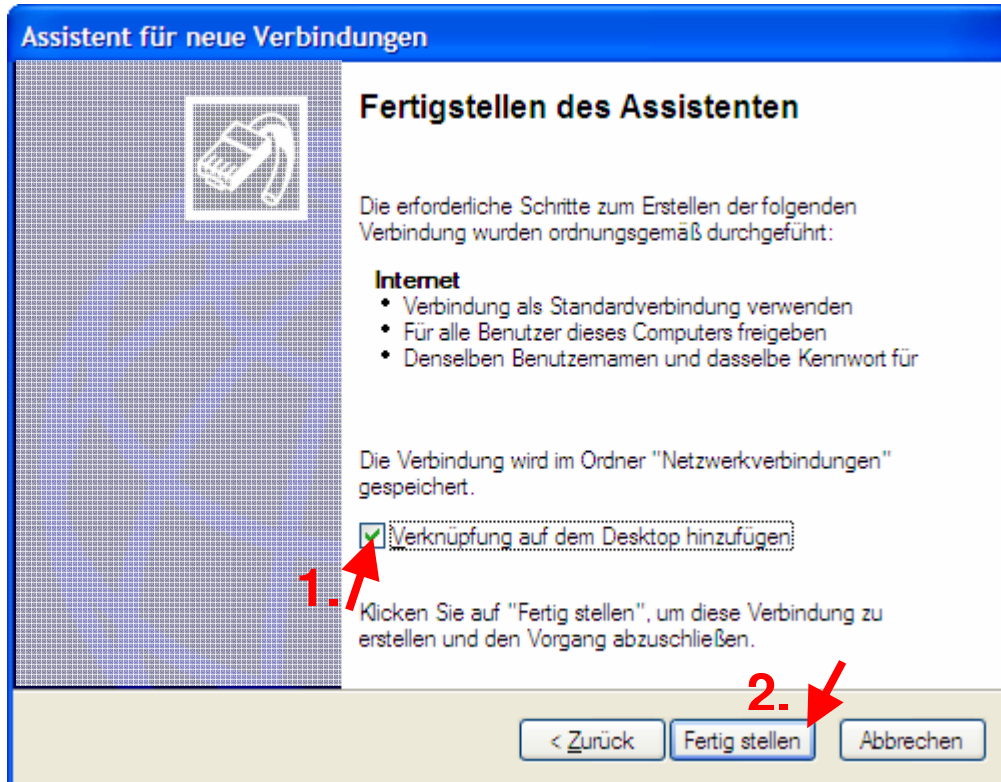 Assistent für neue Verbindungen
Fertigstellen des Assistenten
Die erforderliche Schritte zum Erstellen der folgenden
Verbindung wurden ordnungsgemäß durchgeführt:
Internet
• Verbindung als Standardverbindung verwenden
• Für alle Benutzer dieses Computers freigeben
• Denselben Benutzernamen und dasselbe Kennwort für
Die Verbindung wird im Ordner "Netzwerkverbindungen"
gespeichert.
Verknüpfung auf dem Desktop hinzufügen
1.
Klicken Sie auf "Fertig stellen", um diese Verbindung zu
erstellen und den Vorgang abzuschließen.
2.
< Zurück Fertig stellen Abbrechen